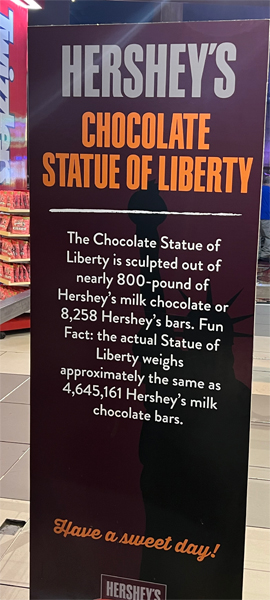 Twizzlers
HERSHEY'S
CHOCOLATE
STATUE OF LIBERTY
The Chocolate Statue of
Liberty is sculpted out of
nearly 800-pound of
Hershey's milk chocolate or
8,258 Hershey's bars. Fun
Fact: the actual Statue of
Liberty weighs
approximately the same as
4,645,161 Hershey's milk
chocolate bars.
Have a sweet day!
HERSHEY'S